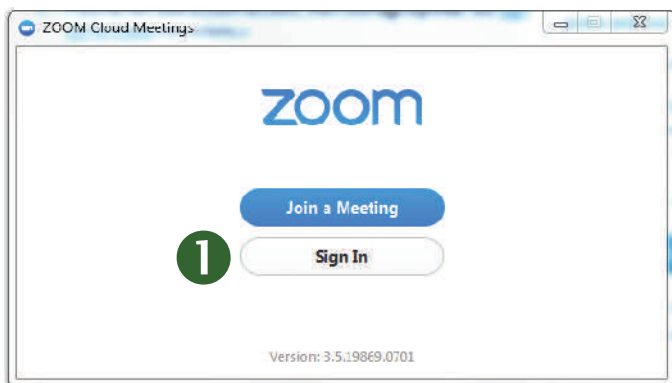 ZOOM Cloud Meetings
zoom
Join a Meeting
1 Sign In
Version: 3.5.19869.0701